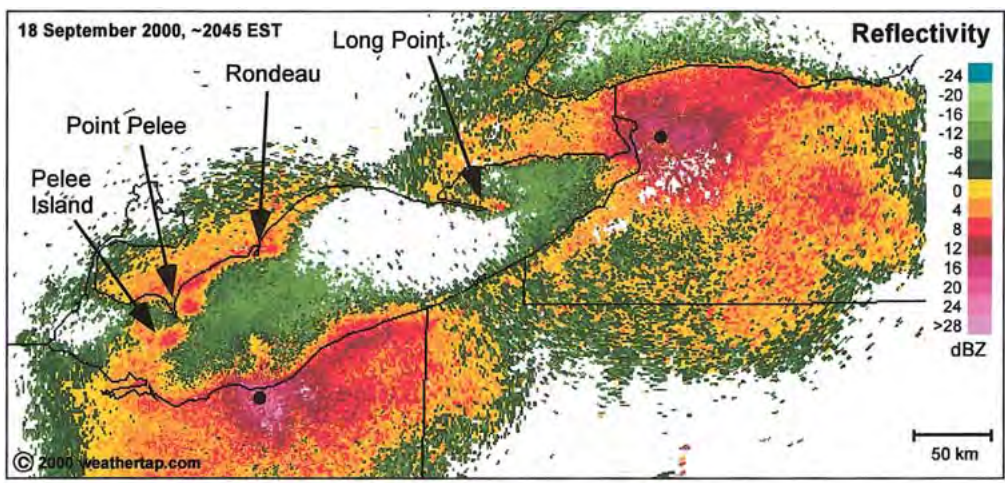 18 September 2000, ~2045 EST
Long Point
Rondeau
Point Pelee
Pelee
Island
Reflectivity
-24
-20
-16
-12
-8
-4
0
4
8
12
16
20
24
>28
dBZ
50 km
© 2000 weathertap.com